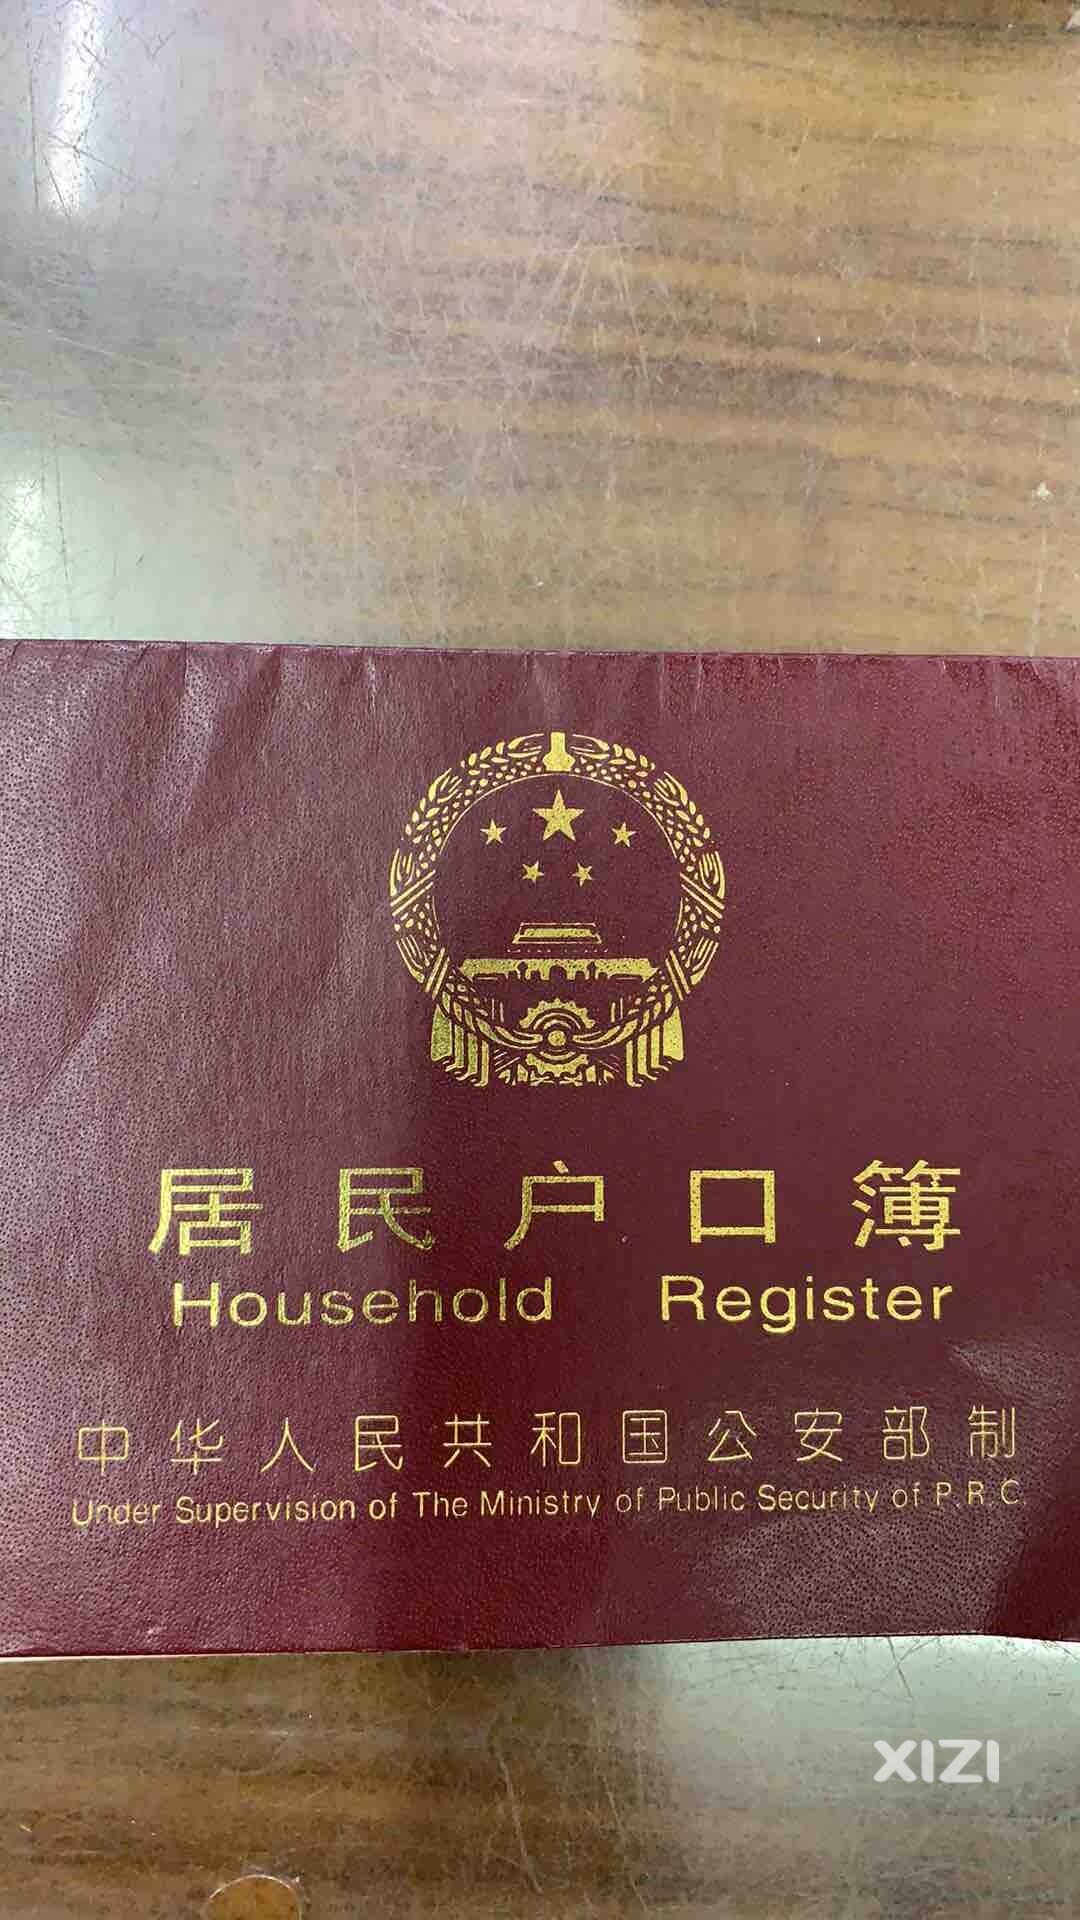 居民户口簿
Household Register
中华人民共和国公安部制
Under Supervision of The Ministry of Public Security of P.R.C.
XIZI